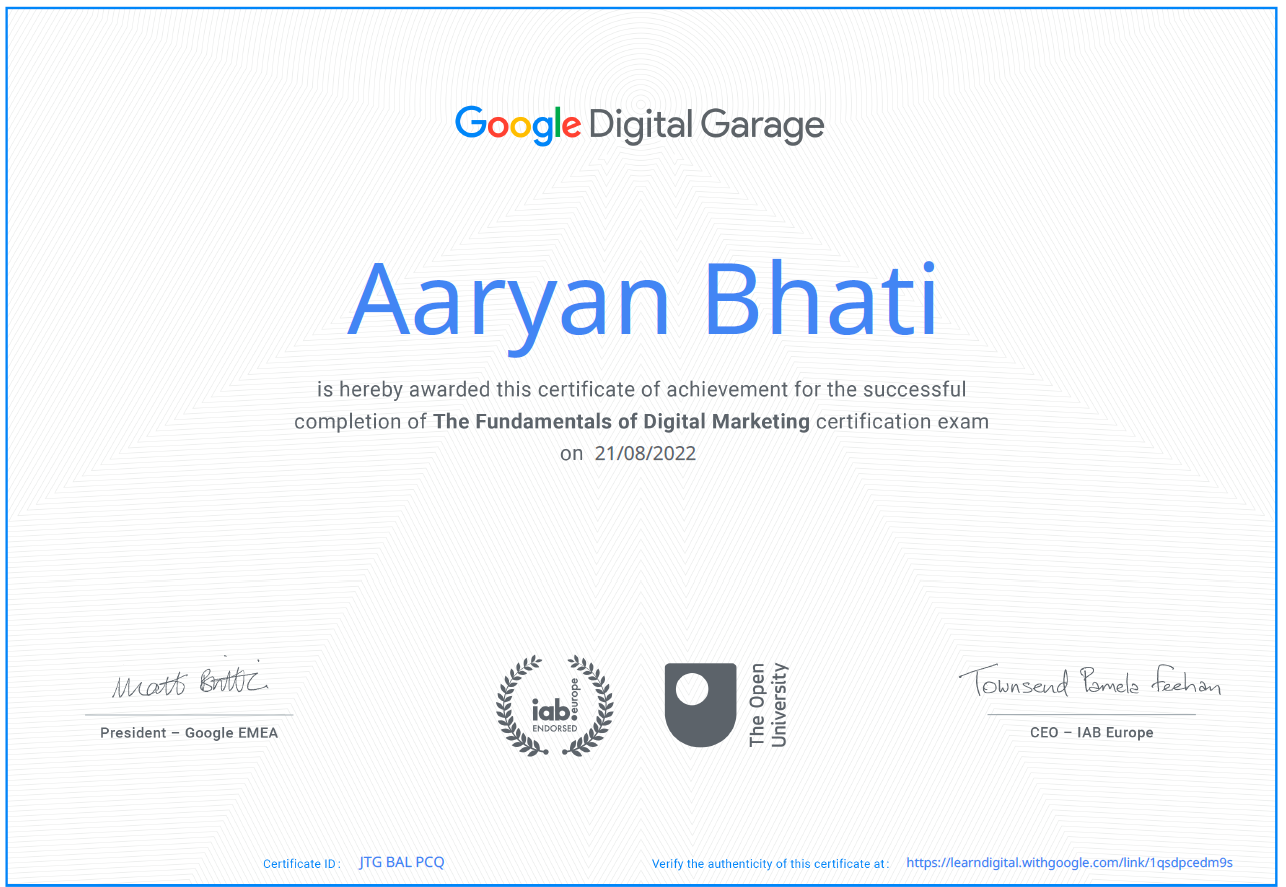 Google Digital Garage
Aaryan Bhati
is hereby awarded this certificate of achievement for the successful
completion of The Fundamentals of Digital Marketing certification exam
on 21/08/2022
Matt Brittin
President – Google EMEA
iab.europe
ENDORSED
The Open
University
Townsend Pamela Feehan
CEO – IAB Europe
Certificate ID: JTG BAL PCQ
Verify the authenticity of this certificate at: https://learndigital.withgoogle.com/link/1qsdpcedm9s